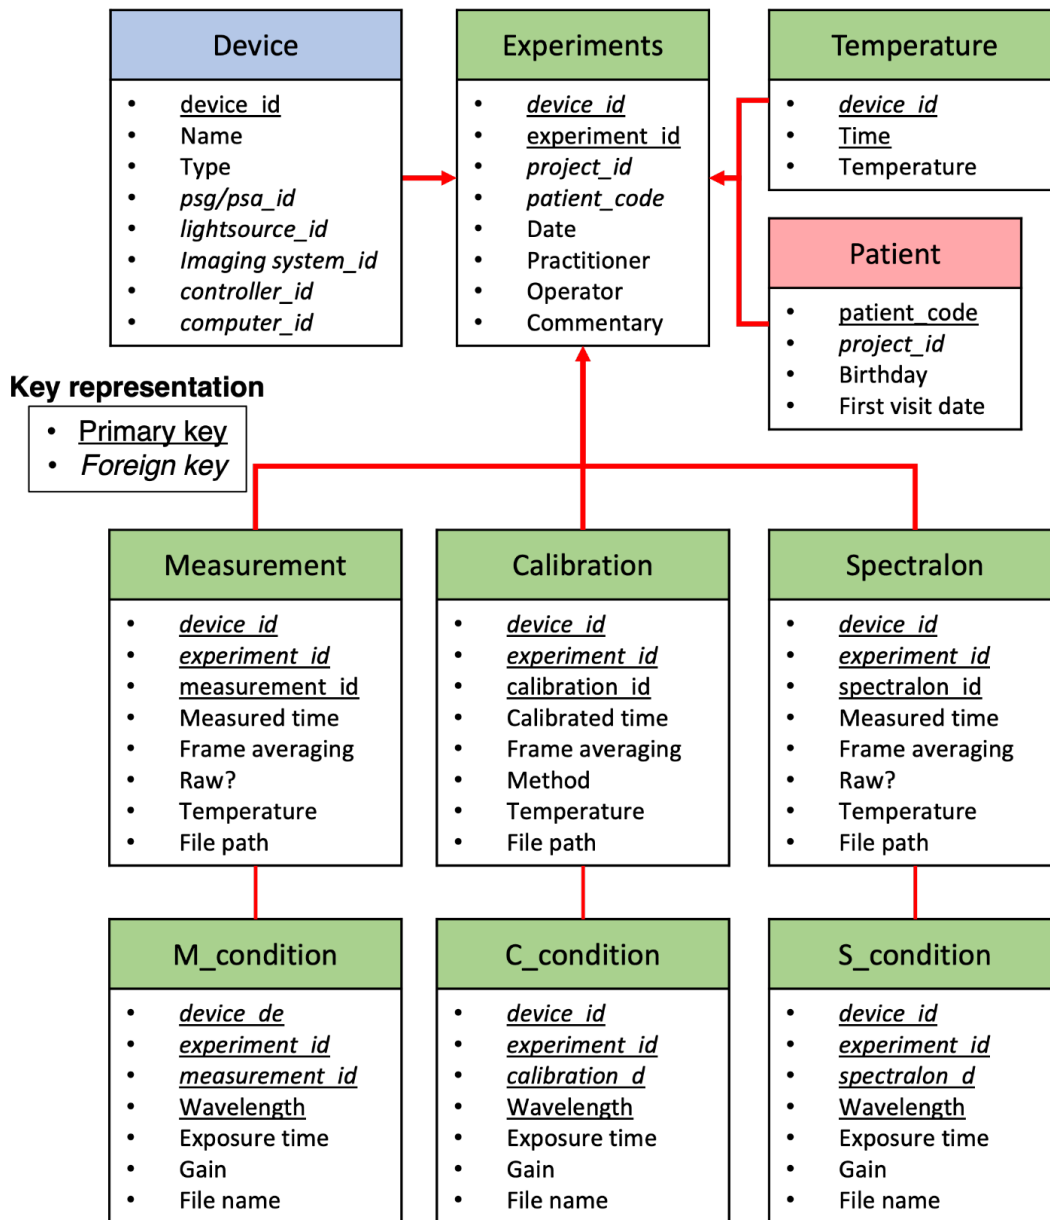 Device
• device_id
• Name
• Type
• psg/psa_id
• lightsource_id
• Imaging system_id
• controller_id
• computer_id
Experiments
• device_id
• experiment_id
• project_id
• patient_code
• Date
• Practitioner
• Operator
• Commentary
Temperature
• device_id
• Time
• Temperature
Patient
• patient_code
• project_id
• Birthday
• First visit date
Key representation
• Primary key
• Foreign key
Measurement
• device_id
• experiment_id
• measurement_id
• Measured time
• Frame averaging
• Raw?
• Temperature
• File path
Calibration
• device_id
• experiment_id
• calibration_id
• Calibrated time
• Frame averaging
• Method
• Temperature
• File path
Spectralon
• device_id
• experiment_id
• spectralon_id
• Measured time
• Frame averaging
• Raw?
• Temperature
• File path
M_condition
• device_de
• experiment_id
• measurement_id
• Wavelength
• Exposure time
• Gain
• File name
C_condition
• device_id
• experiment_id
• calibration_d
• Wavelength
• Exposure time
• Gain
• File name
S_condition
• device_id
• experiment_id
• spectralon_d
• Wavelength
• Exposure time
• Gain
• File name